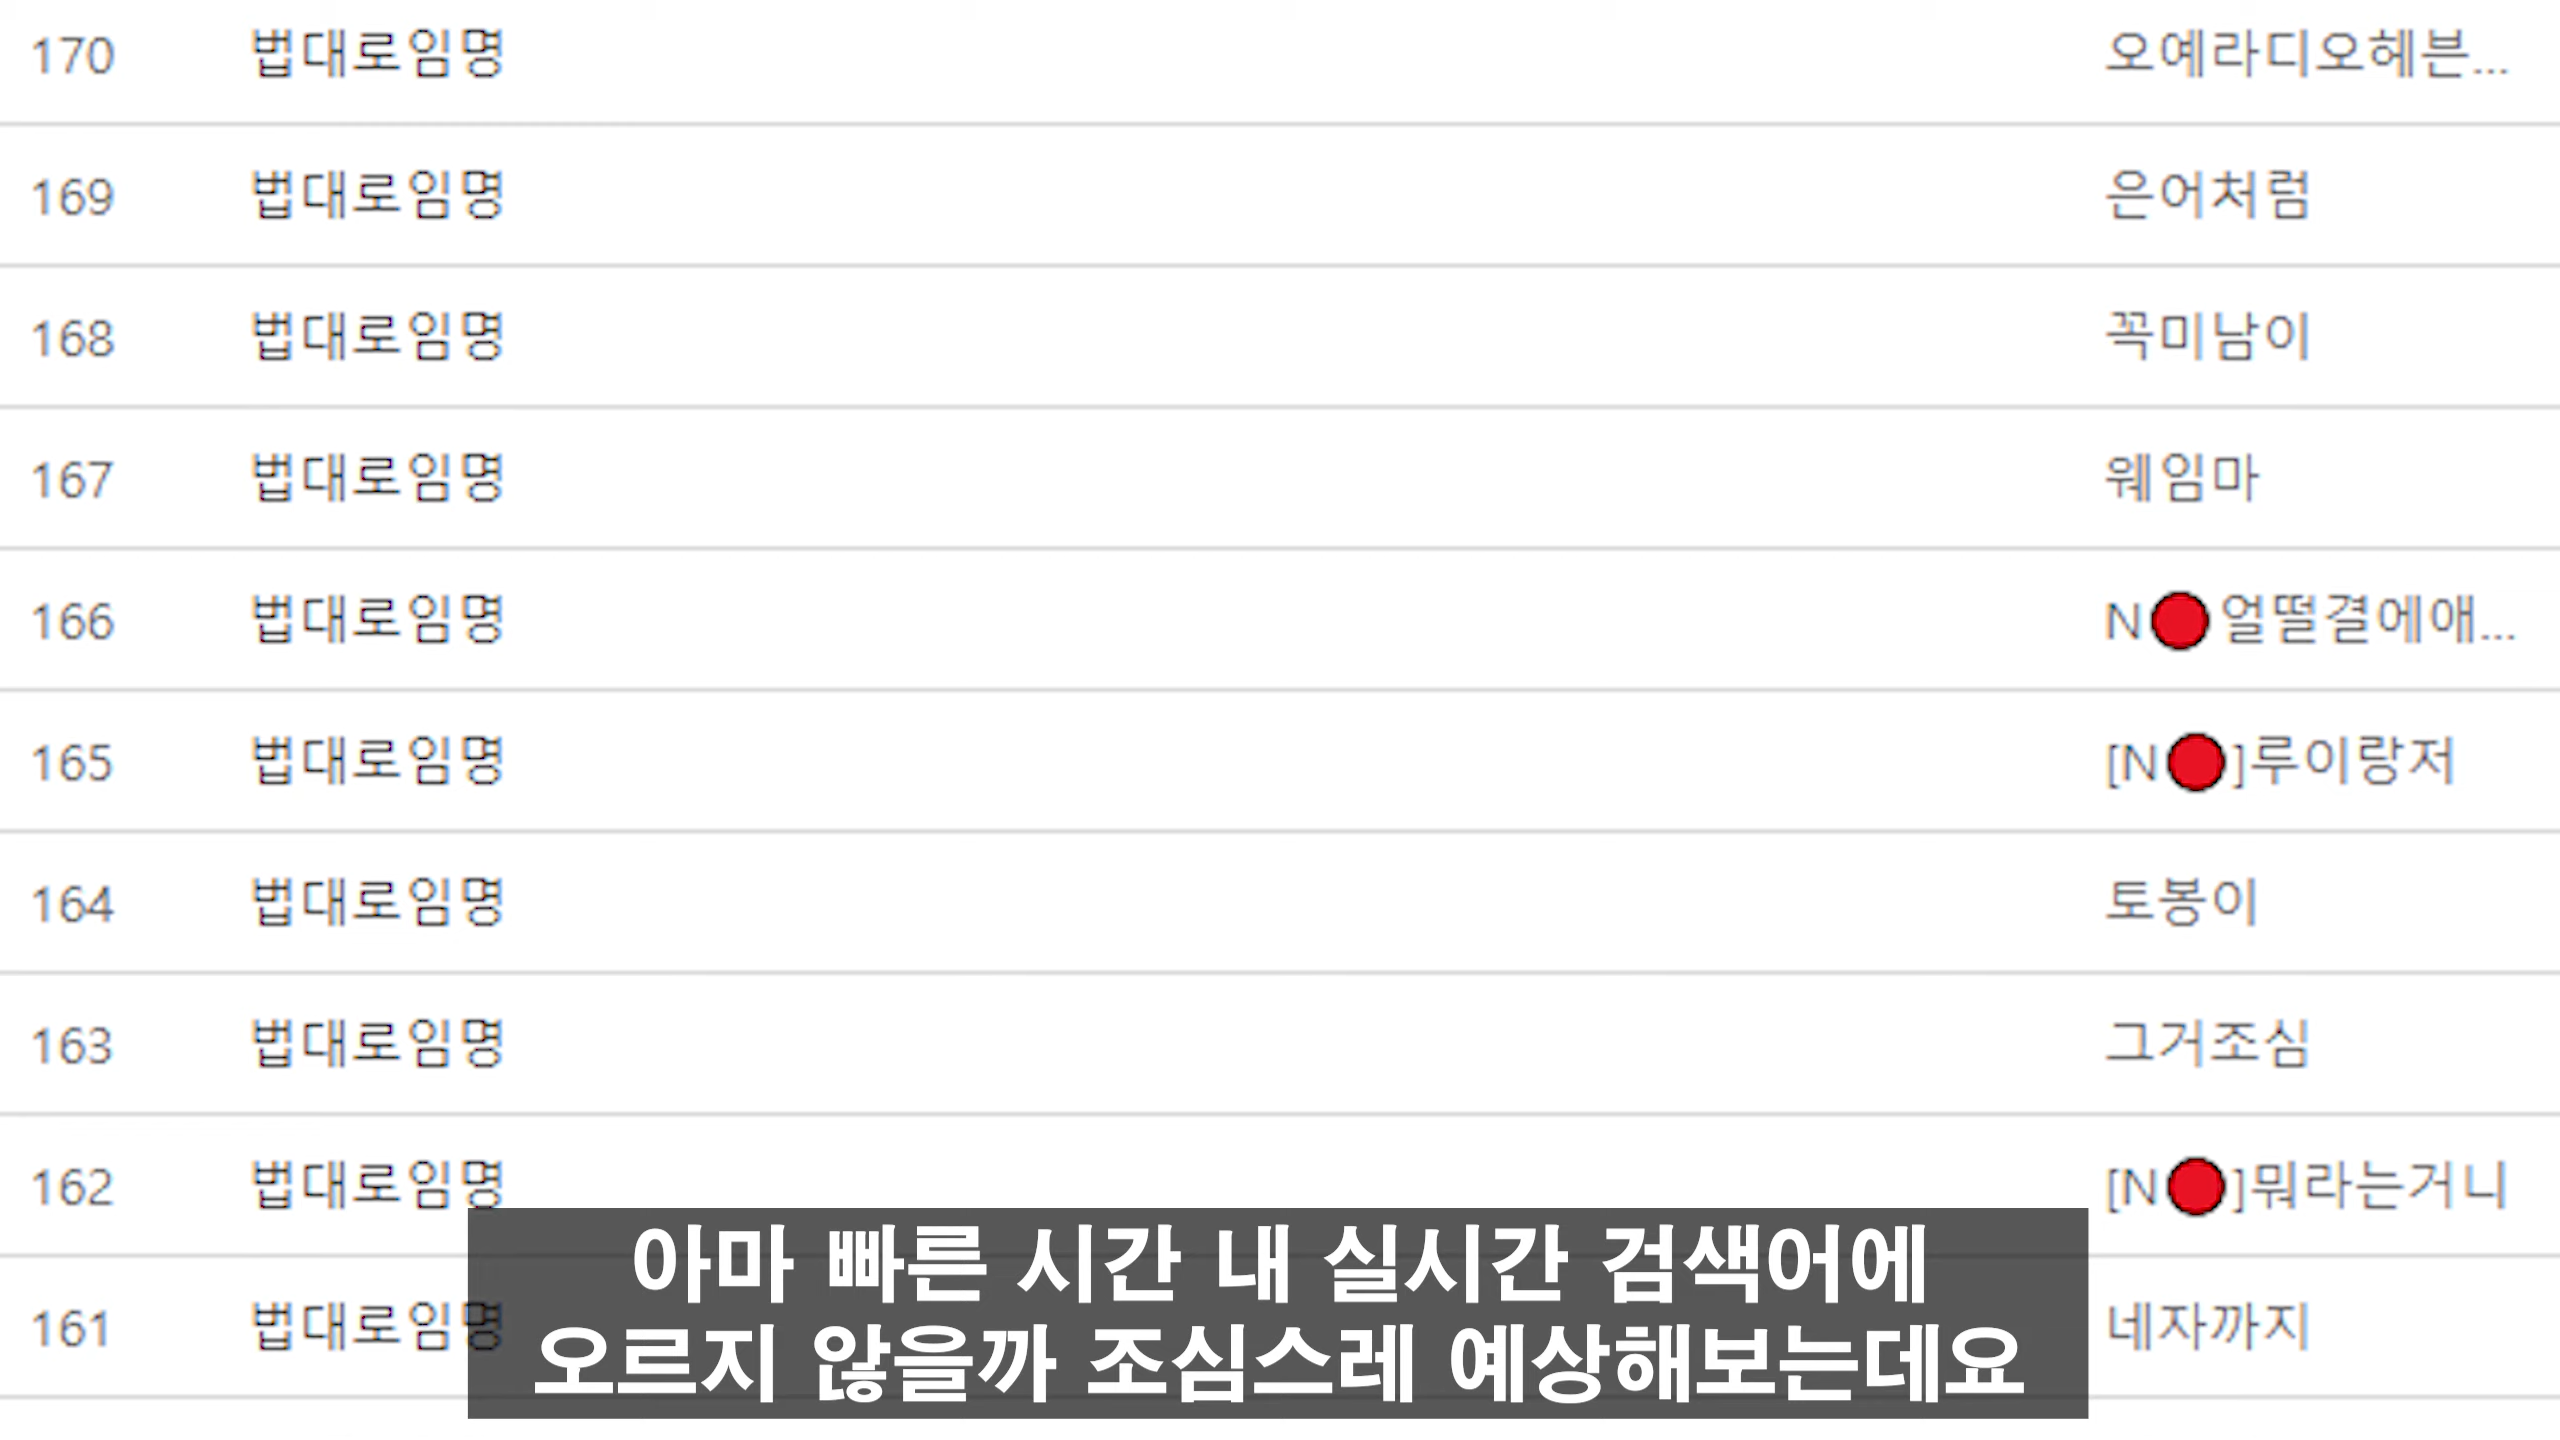 170 법대로임명 오예라디오헤븐...
169 법대로임명 은어처럼
168 법대로임명 꼭미남이
167 법대로임명 웨임마
166 법대로임명 N🔴얼떨결에애...
165 법대로임명 [N🔴]루이랑저
164 법대로임명 토봉이
163 법대로임명 그거조심
162 법대로임명 [N🔴]뭐라는거니
161 법대로임명 네자까지
아마 빠른 시간 내 실시간 검색어에
오르지 않을까 조심스레 예상해보는데요